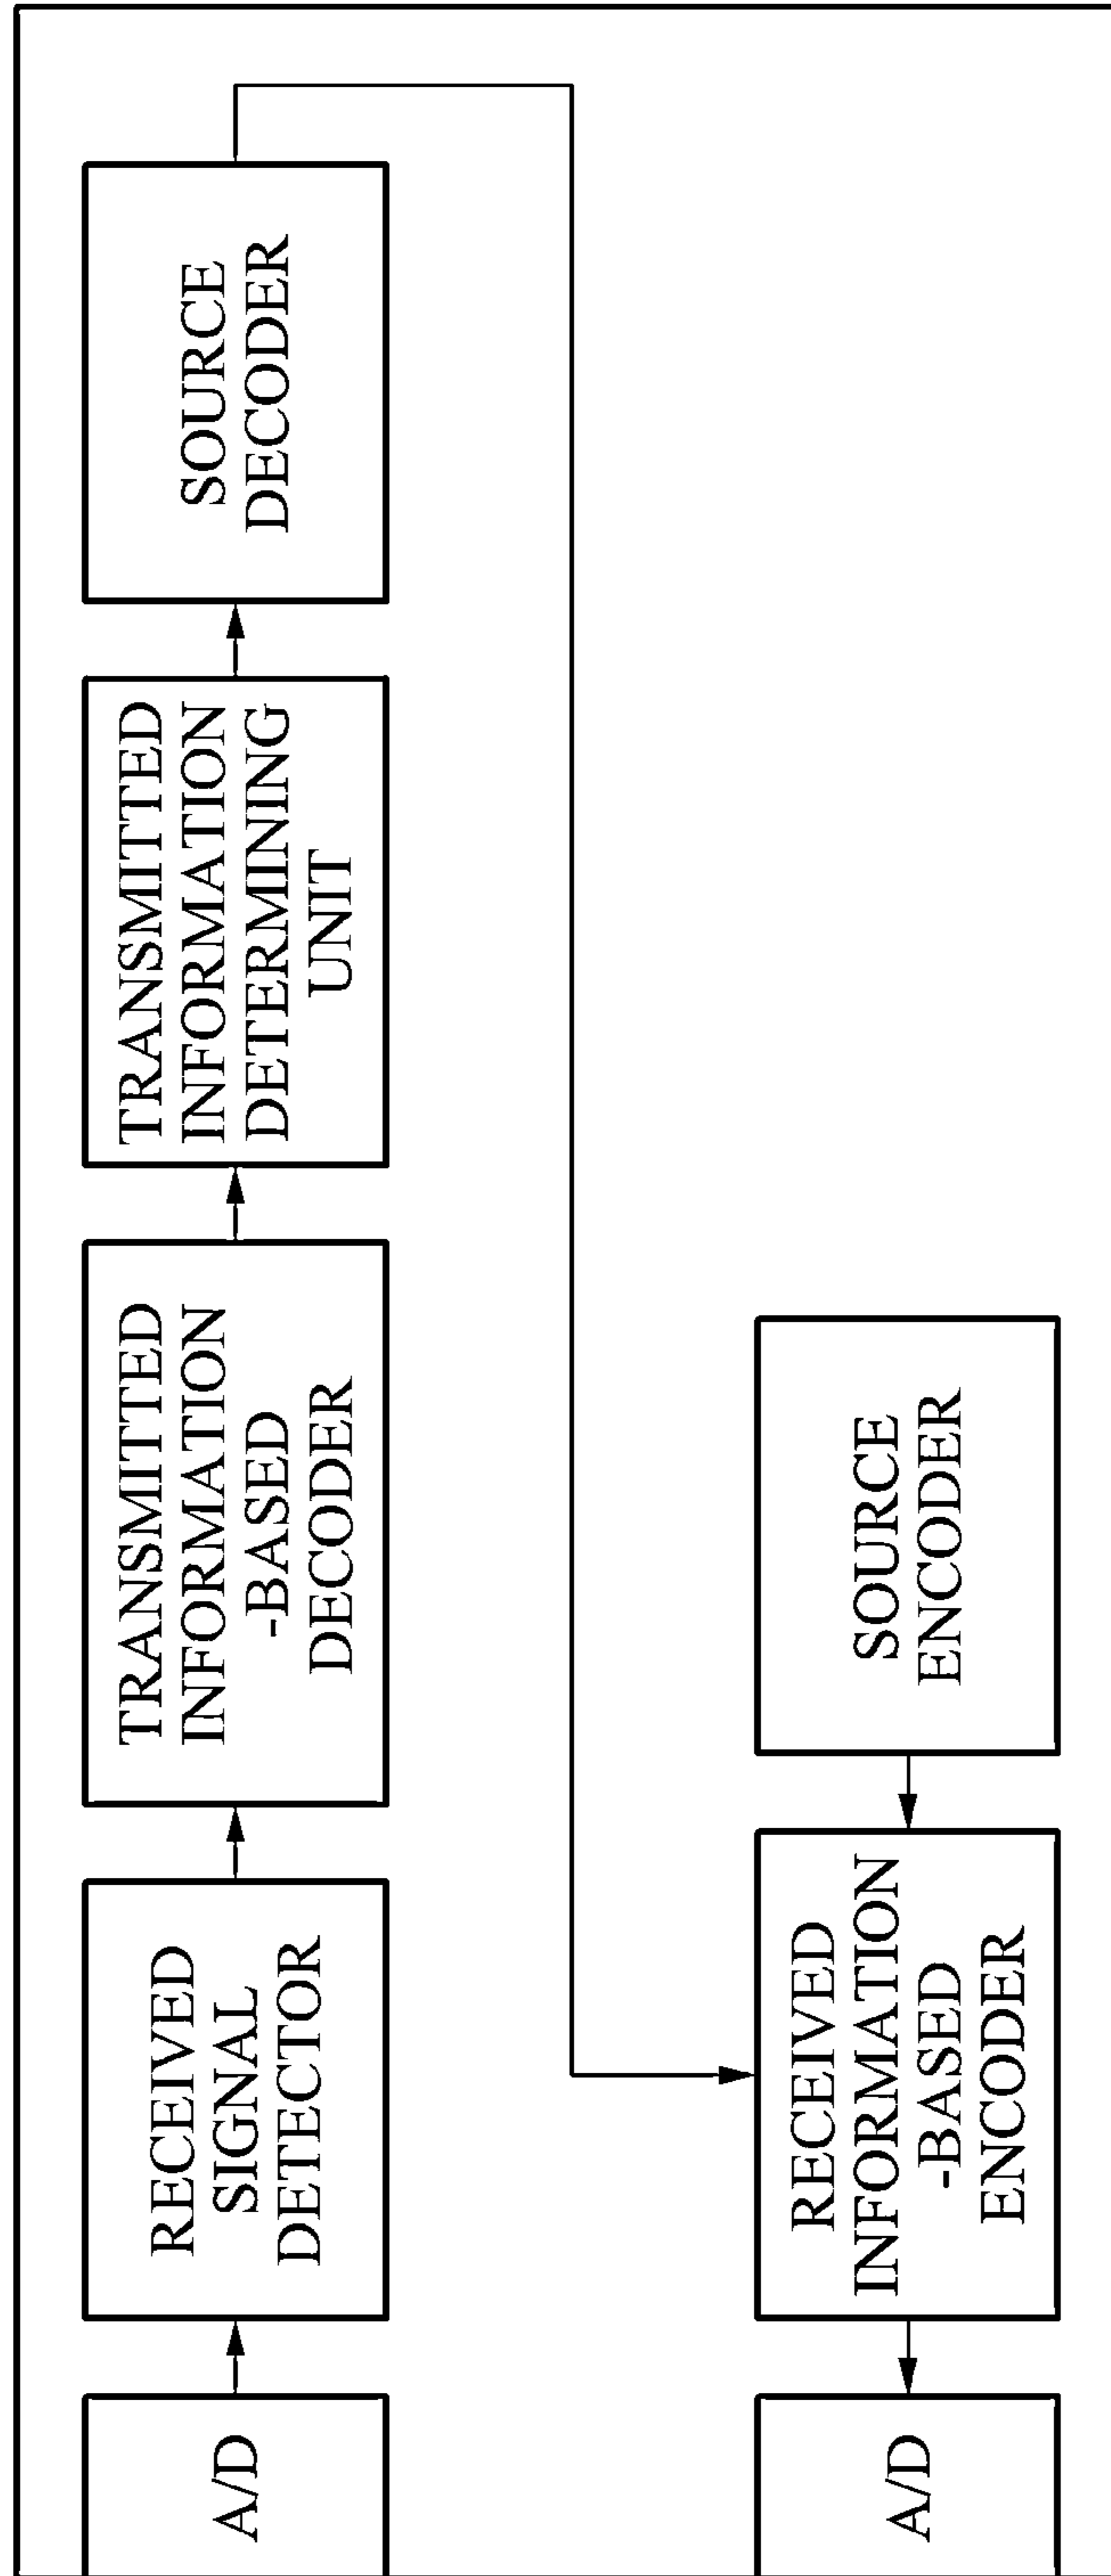 A/D
RECEIVED
SIGNAL
DETECTOR
TRANSMITTED
INFORMATION
-BASED
DECODER
TRANSMITTED
INFORMATION
DETERMINING
UNIT
SOURCE
DECODER
A/D
RECEIVED
INFORMATION
-BASED
ENCODER
SOURCE
ENCODER